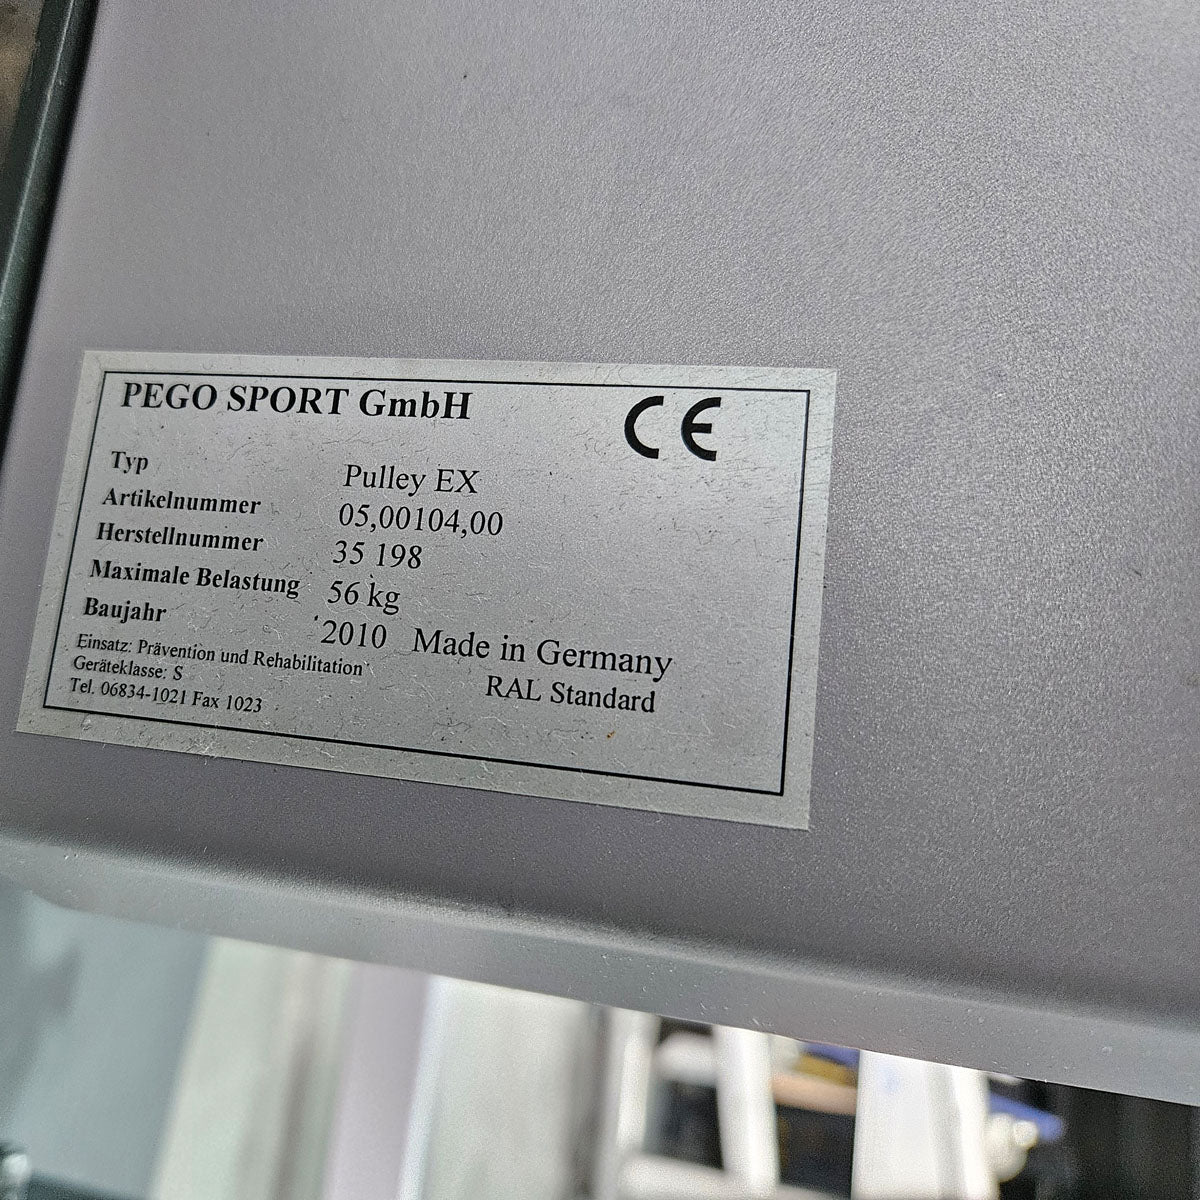 PEGO SPORT GmbH
CE
Typ Pulley EX
Artikelnummer 05,00104,00
Herstellnummer 35 198
Maximale Belastung 56 kg
Baujahr 2010 Made in Germany
Einsatz: Prävention und Rehabilitation
RAL Standard
Geräteklasse: S
Tel. 06834-1021 Fax 1023